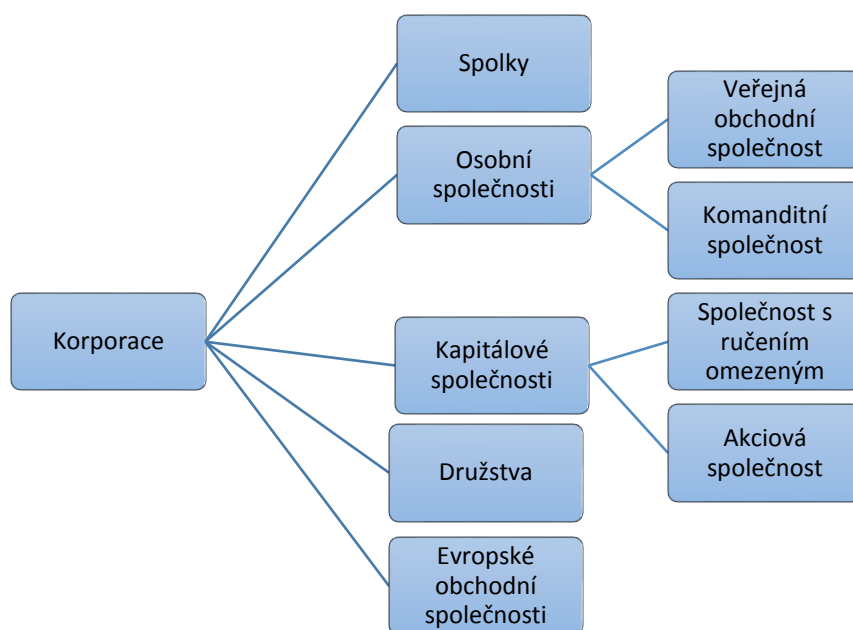 Korporace
Spolky
Osobní
společnosti
Veřejná
obchodní
společnost
Komanditní
společnost
Kapitálové
společnosti
Společnost s
ručením
omezeným
Akciová
společnost
Družstva
Evropské
obchodní
společnosti